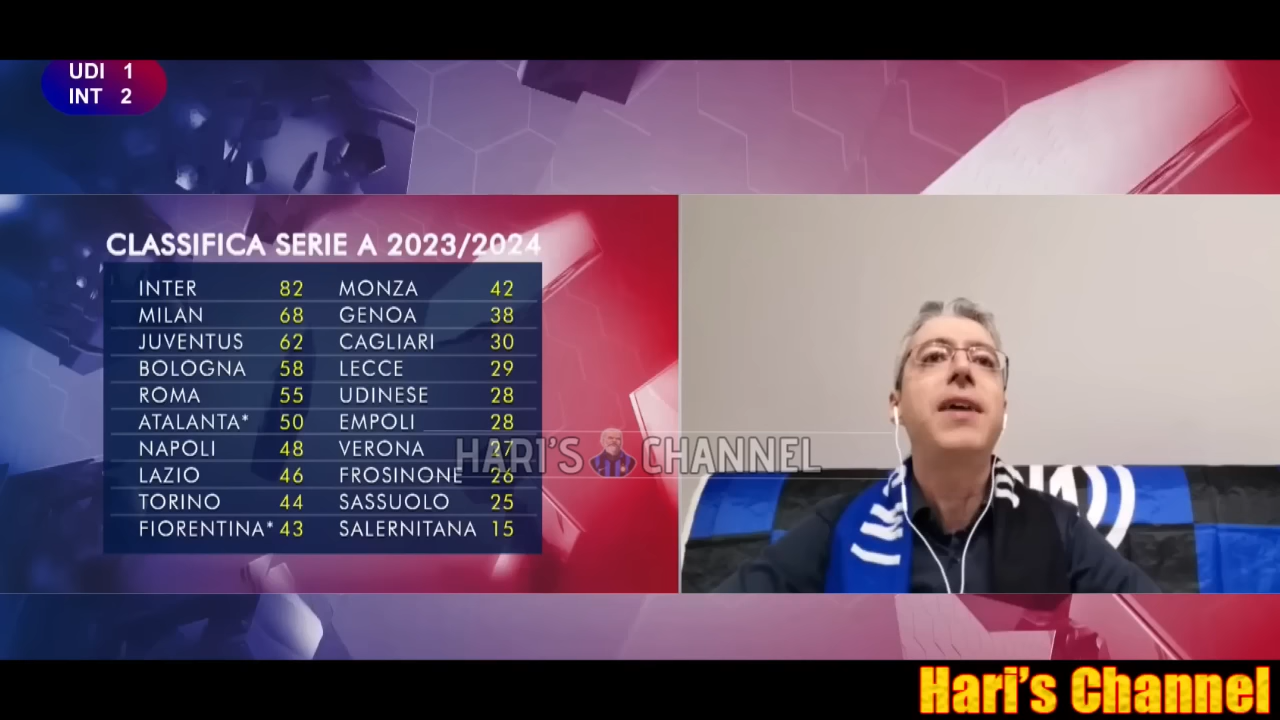 UDI 1
INT 2
CLASSIFICA SERIE A 2023/2024
INTER 82 MONZA 42
MILAN 68 GENOA 38
JUVENTUS 62 CAGLIARI 30
BOLOGNA 58 LECCE 29
ROMA 55 UDINESE 28
ATALANTA* 50 EMPOLI 28
NAPOLI 48 VERONA 27
LAZIO 46 FROSINONE 26
TORINO 44 SASSUOLO 25
FIORENTINA* 43 SALERNITANA 15
HARI'S CHANNEL
Hari's Channel